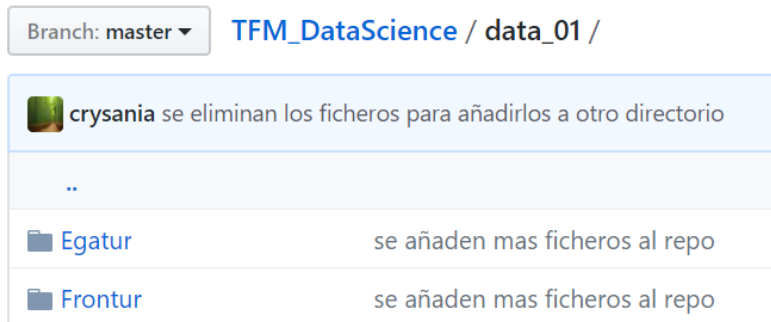 Branch: master TFM_DataScience / data_01 /
crysania se eliminan los ficheros para añadirlos a otro directorio
..
Egatur se añaden mas ficheros al repo
Frontur se añaden mas ficheros al repo